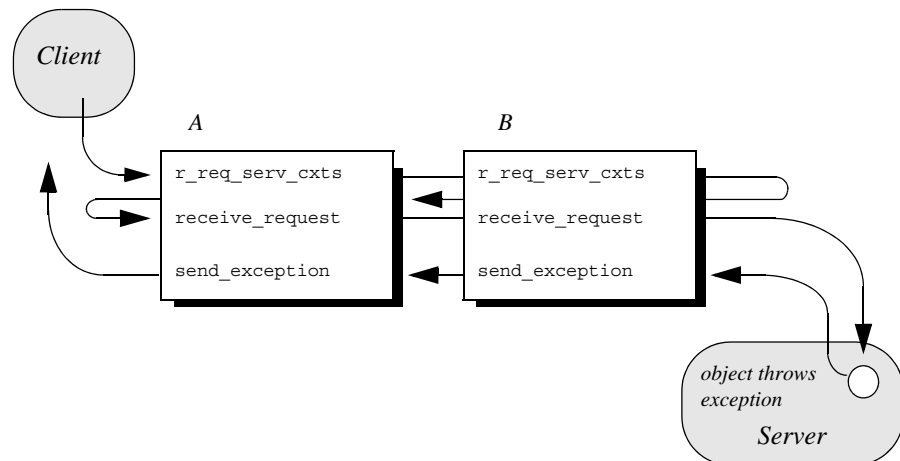 Client
A
B
r_req_serv_cxts
receive_request
send_exception
r_req_serv_cxts
receive_request
send_exception
object throws
exception
Server